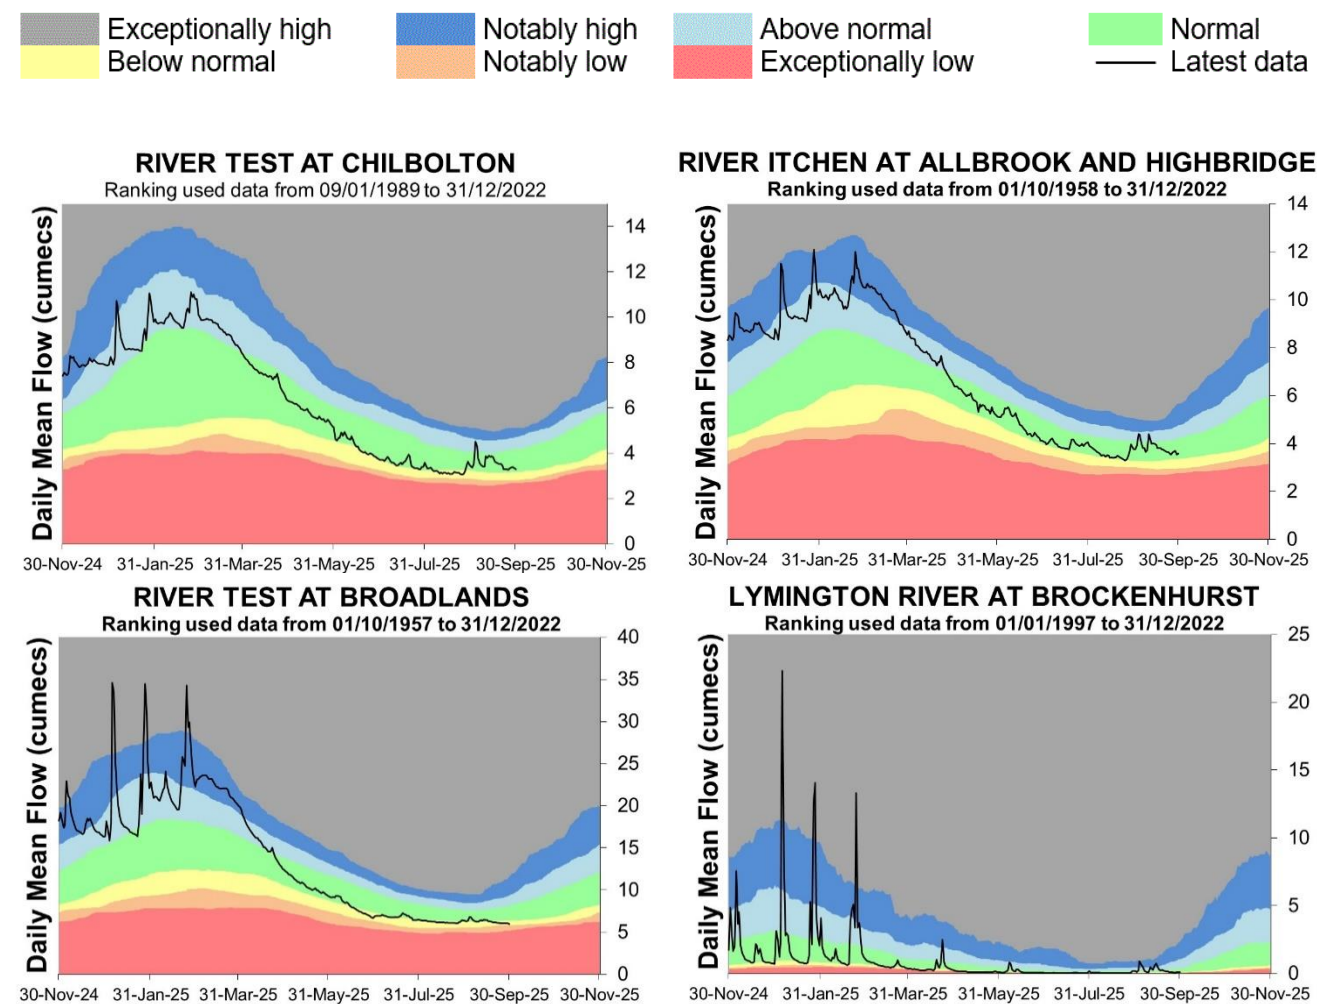 Exceptionally high Notably high Above normal Normal
Below normal Notably low Exceptionally low Latest data
RIVER TEST AT CHILBOLTON
Ranking used data from 09/01/1989 to 31/12/2022
Daily Mean Flow (cumecs)
14
12
10
8
6
4
2
0
30-Nov-24 31-Jan-25 31-Mar-25 31-May-25 31-Jul-25 30-Sep-25 30-Nov-25
RIVER ITCHEN AT ALLBROOK AND HIGHBRIDGE
Ranking used data from 01/10/1958 to 31/12/2022
Daily Mean Flow (cumecs)
14
12
10
8
6
4
2
0
30-Nov-24 31-Jan-25 31-Mar-25 31-May-25 31-Jul-25 30-Sep-25 30-Nov-25
RIVER TEST AT BROADLANDS
Ranking used data from 01/10/1957 to 31/12/2022
Daily Mean Flow (cumecs)
40
35
30
25
20
15
10
5
0
30-Nov-24 31-Jan-25 31-Mar-25 31-May-25 31-Jul-25 30-Sep-25 30-Nov-25
LYMINGTON RIVER AT BROCKENHURST
Ranking used data from 01/01/1997 to 31/12/2022
Daily Mean Flow (cumecs)
25
20
15
10
5
0
30-Nov-24 31-Jan-25 31-Mar-25 31-May-25 31-Jul-25 30-Sep-25 30-Nov-25